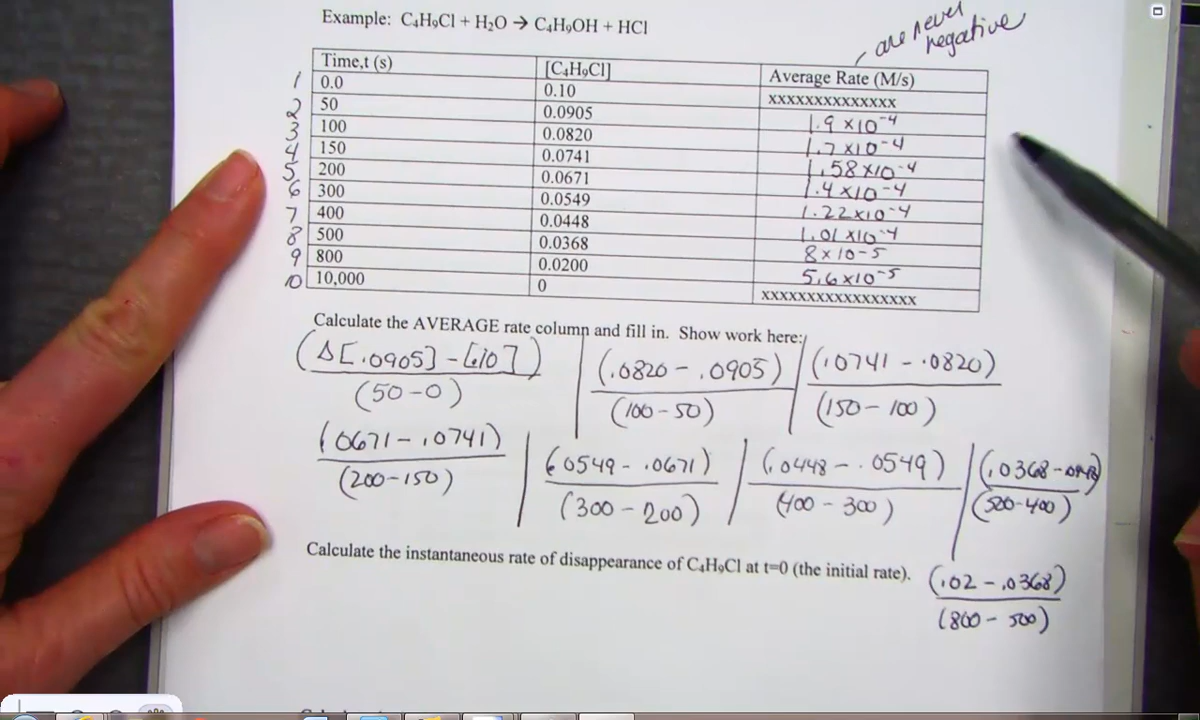 Example: C₄H₉Cl + H₂O → C₄H₉OH + HCl
are never
negative
Time,t (s) [C₄H₉Cl] Average Rate (M/s)
1 0.0 0.10 xxxxxxxxxxxxxx
2 50 0.0905 1.9 x10⁻⁴
3 100 0.0820 1.7 x10⁻⁴
4 150 0.0741 1.58x10⁻⁴
5 200 0.0671 1.4x10⁻⁴
6 300 0.0549 1.22x10⁻⁴
7 400 0.0448 1.01 x10⁻⁴
8 500 0.0368 8x10⁻⁵
9 800 0.0200 5.6x10⁻⁵
10 10,000 0 xxxxxxxxxxxxxxxxx
Calculate the AVERAGE rate column and fill in. Show work here:
(Δ[.0905] - [.10])
(50-0)
(.0820 - .0905)
(100-50)
(.0741 - .0820)
(150 - 100)
(.0671 - .0741)
(200-150)
(.0549 - .0671)
(300 - 200)
(.0448 - .0549)
(400 - 300)
(.0368-
(500-400)
Calculate the instantaneous rate of disappearance of C₄H₉Cl at t=0 (the initial rate).
(.02 - .0368)
(800 - 500)